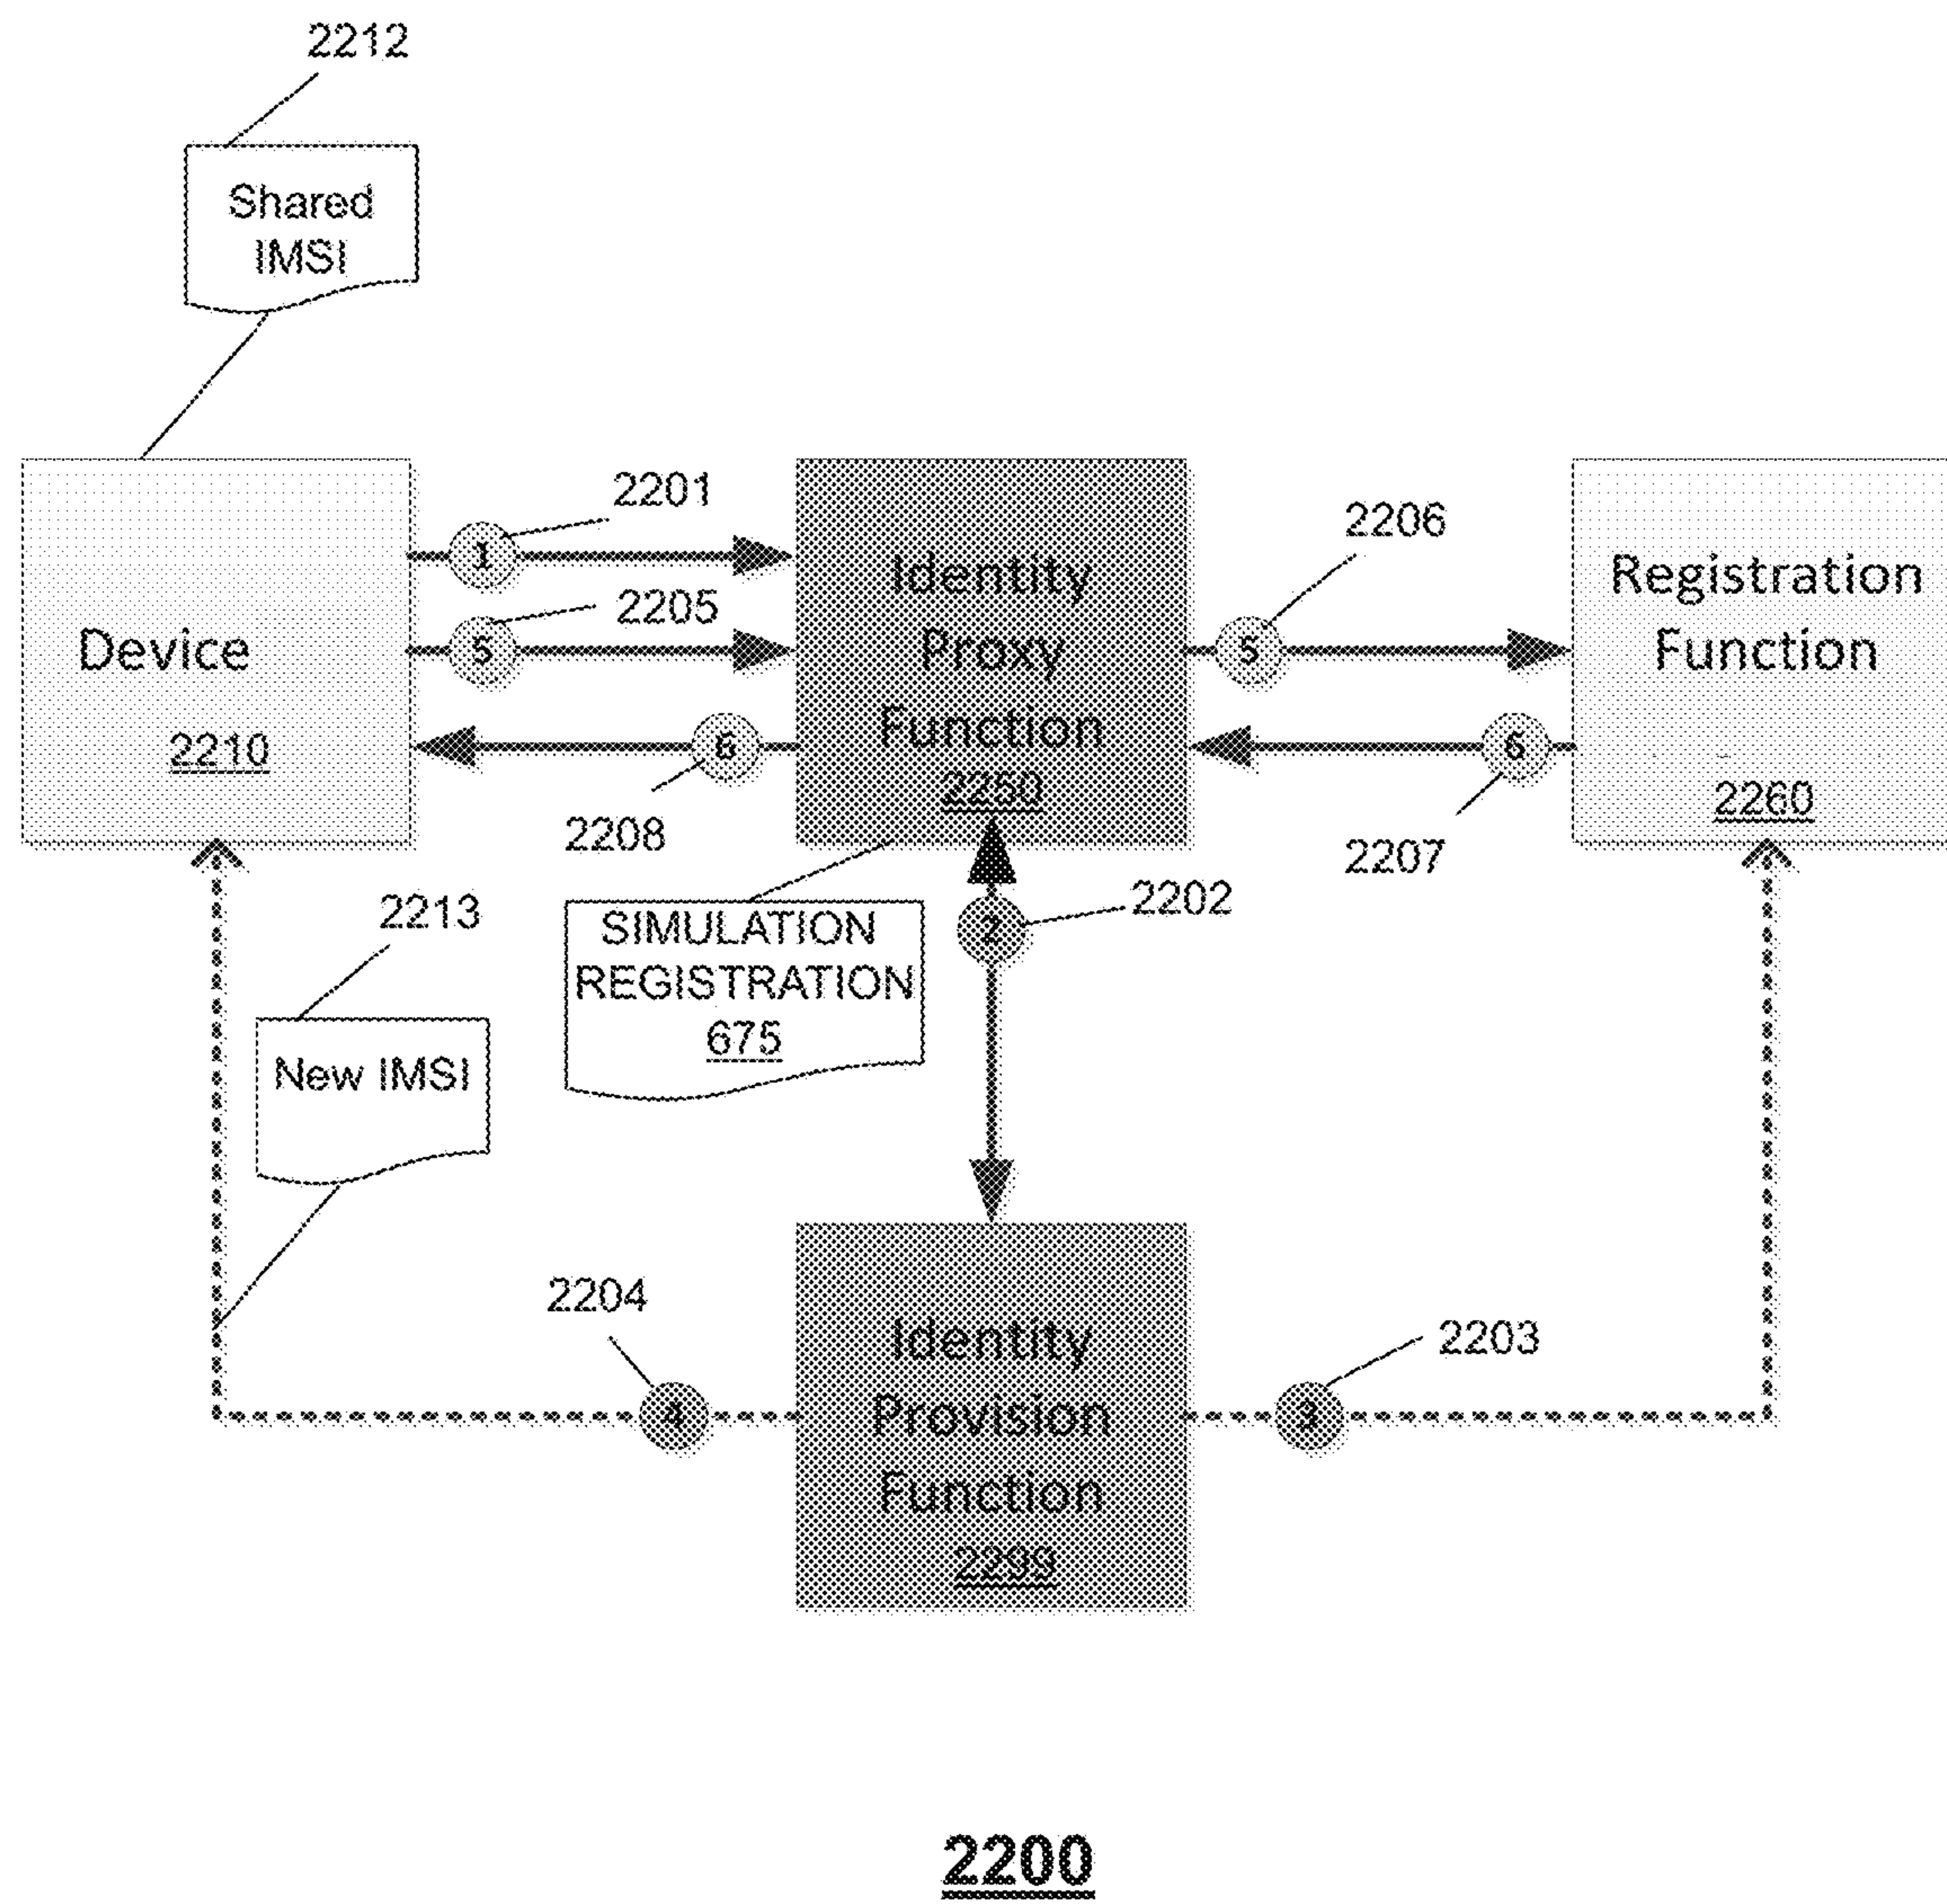 2212
Shared
IMSI
2201
2206
1
Identity
Proxy
Function
2250
Registration
Function
2260
2205
Device
2210
5
5
6
6
2208
2207
2213
2202
SIMULATION
REGISTRATION
675
2
New IMSI
2204
2203
Identity
Provision
Function
2299
4
3
2200